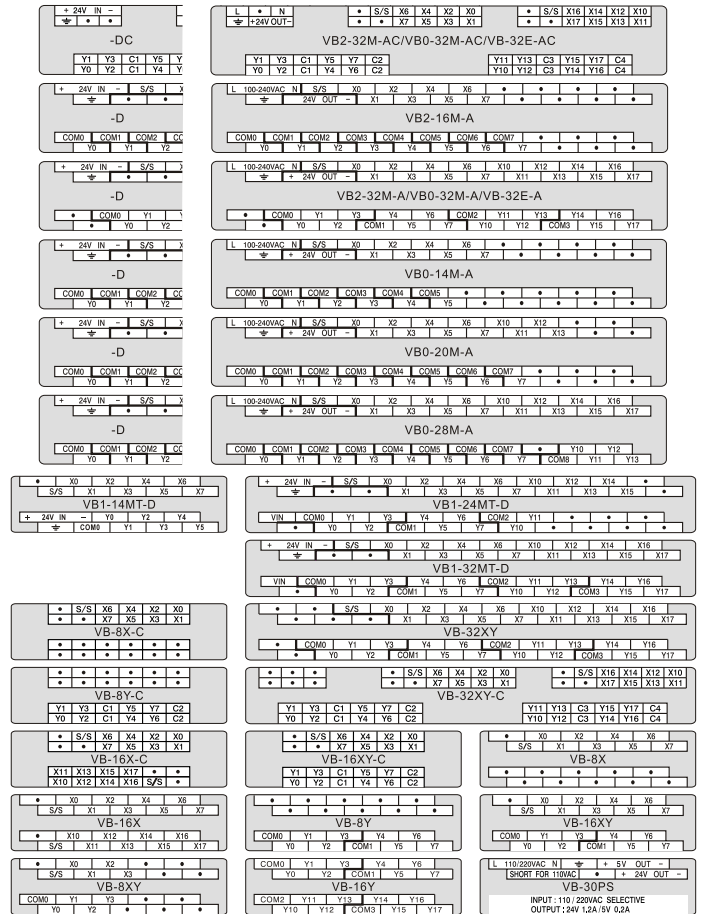 + 24V IN −
-DC
Y1 Y3 C1 Y5 Y
Y0 Y2 C1 Y4 Y
L • N • S/S X6 X4 X2 X0 • S/S X16 X14 X12 X10
+24V OUT- • • X7 X5 X3 X1 • • X17 X15 X13 X11
VB2-32M-AC/VB0-32M-AC/VB-32E-AC
Y1 Y3 C1 Y5 Y7 C2 Y11 Y13 C3 Y15 Y17 C4
Y0 Y2 C1 Y4 Y6 C2 Y10 Y12 C3 Y14 Y16 C4
+ 24V IN − S/S X
-D
COM0 COM1 COM2 CO
Y0 Y1 Y2
L 100-240VAC N S/S X0 X2 X4 X6 • • • •
24V OUT − X1 X3 X5 X7 • • • •
VB2-16M-A
COM0 COM1 COM2 COM3 COM4 COM5 COM6 COM7 • • • •
Y0 Y1 Y2 Y3 Y4 Y5 Y6 Y7 • • • •
+ 24V IN − S/S X
-D
• COM0 Y1 Y
• Y0 Y2
L 100-240VAC N S/S X0 X2 X4 X6 X10 X12 X14 X16
+ 24V OUT − X1 X3 X5 X7 X11 X13 X15 X17
VB2-32M-A/VB0-32M-A/VB-32E-A
• COM0 Y1 Y3 Y4 Y6 COM2 Y11 Y13 Y14 Y16
• Y0 Y2 COM1 Y5 Y7 Y10 Y12 COM3 Y15 Y17
+ 24V IN − S/S X
-D
COM0 COM1 COM2 CO
Y0 Y1 Y2
L 100-240VAC N S/S X0 X2 X4 X6 • • • •
+ 24V OUT − X1 X3 X5 X7 • • • •
VB0-14M-A
COM0 COM1 COM2 COM3 COM4 COM5 • • • • • •
Y0 Y1 Y2 Y3 Y4 Y5 • • • • • •
+ 24V IN − S/S X
-D
COM0 COM1 COM2 CO
Y0 Y1 Y2
L 100-240VAC N S/S X0 X2 X4 X6 X10 X12 • •
+ 24V OUT − X1 X3 X5 X7 X11 X13 • •
VB0-20M-A
COM0 COM1 COM2 COM3 COM4 COM5 COM6 COM7 • • • •
Y0 Y1 Y2 Y3 Y4 Y5 Y6 Y7 • • • •
+ 24V IN − S/S X
-D
COM0 COM1 COM2 CO
Y0 Y1 Y2
L 100-240VAC N S/S X0 X2 X4 X6 X10 X12 X14 X16
+ 24V OUT − X1 X3 X5 X7 X11 X13 X15 X17
VB0-28M-A
COM0 COM1 COM2 COM3 COM4 COM5 COM6 COM7 • Y10 Y12
Y0 Y1 Y2 Y3 Y4 Y5 Y6 Y7 COM8 Y11 Y13
• X0 X2 X4 X6
S/S X1 X3 X5 X7
VB1-14MT-D
+ 24V IN − Y0 Y2 Y4
COM0 Y1 Y3 Y5
+ 24V IN − S/S X0 X2 X4 X6 X10 X12 X14 •
• • X1 X3 X5 X7 X11 X13 X15 •
VB1-24MT-D
VIN COM0 Y1 Y3 Y4 Y6 COM2 Y11 • • •
• Y0 Y2 COM1 Y5 Y7 Y10 • • • •
+ 24V IN − S/S X0 X2 X4 X6 X10 X12 X14 X16
• • X1 X3 X5 X7 X11 X13 X15 X17
VB1-32MT-D
VIN COM0 Y1 Y3 Y4 Y6 COM2 Y11 Y13 Y14 Y16
• Y0 Y2 COM1 Y5 Y7 Y10 Y12 COM3 Y15 Y17
• S/S X6 X4 X2 X0
• • X7 X5 X3 X1
VB-8X-C
• • • • • •
• • • • • •
• • • S/S X0 X2 X4 X6 X10 X12 X14 X16
• • • • X1 X3 X5 X7 X11 X13 X15 X17
VB-32XY
• COM0 Y1 Y3 Y4 Y6 COM2 Y11 Y13 Y14 Y16
• Y0 Y2 COM1 Y5 Y7 Y10 Y12 COM3 Y15 Y17
• • • • • •
• • • • • •
VB-8Y-C
Y1 Y3 C1 Y5 Y7 C2
Y0 Y2 C1 Y4 Y6 C2
• • • • S/S X6 X4 X2 X0 • S/S X16 X14 X12 X10
• • • • • X7 X5 X3 X1 • • X17 X15 X13 X11
VB-32XY-C
Y1 Y3 C1 Y5 Y7 C2 Y11 Y13 C3 Y15 Y17 C4
Y0 Y2 C1 Y4 Y6 C2 Y10 Y12 C3 Y14 Y16 C4
• S/S X6 X4 X2 X0
• • X7 X5 X3 X1
VB-16X-C
X11 X13 X15 X17 • •
X10 X12 X14 X16 S/S •
• S/S X6 X4 X2 X0
• • X7 X5 X3 X1
VB-16XY-C
Y1 Y3 C1 Y5 Y7 C2
Y0 Y2 C1 Y4 Y6 C2
• X0 X2 X4 X6
S/S X1 X3 X5 X7
VB-8X
• • • • •
• • • • •
• X0 X2 X4 X6
S/S X1 X3 X5 X7
VB-16X
• X10 X12 X14 X16
S/S X11 X13 X15 X17
• • • • •
• • • • •
VB-8Y
COM0 Y1 Y3 Y4 Y6
Y0 Y2 COM1 Y5 Y7
• X0 X2 X4 X6
S/S X1 X3 X5 X7
VB-16XY
COM0 Y1 Y3 Y4 Y6
Y0 Y2 COM1 Y5 Y7
• X0 X2 • •
S/S X1 X3 • •
VB-8XY
COM0 Y1 Y3 • •
Y0 Y2 • • •
COM0 Y1 Y3 Y4 Y6
Y0 Y2 COM1 Y5 Y7
VB-16Y
COM2 Y11 Y13 Y14 Y16
Y10 Y12 COM3 Y15 Y17
L 110/220VAC N + 5V OUT −
SHORT FOR 110VAC • + 24V OUT −
VB-30PS
INPUT : 110 / 220VAC SELECTIVE
OUTPUT : 24V 1,2A/5V 0,2A